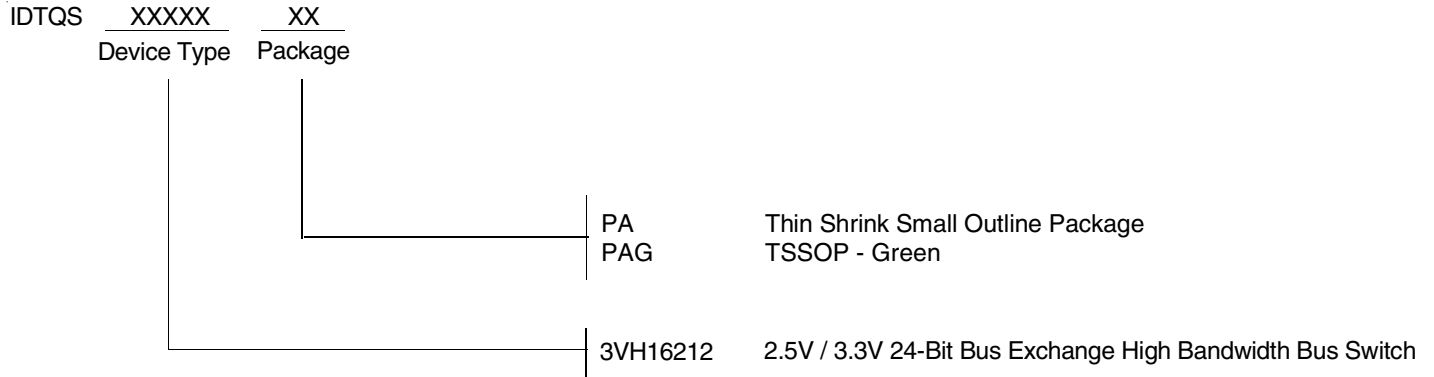 IDTQS XXXXX XX
Device Type Package
PA Thin Shrink Small Outline Package
PAG TSSOP - Green
3VH16212 2.5V / 3.3V 24-Bit Bus Exchange High Bandwidth Bus Switch